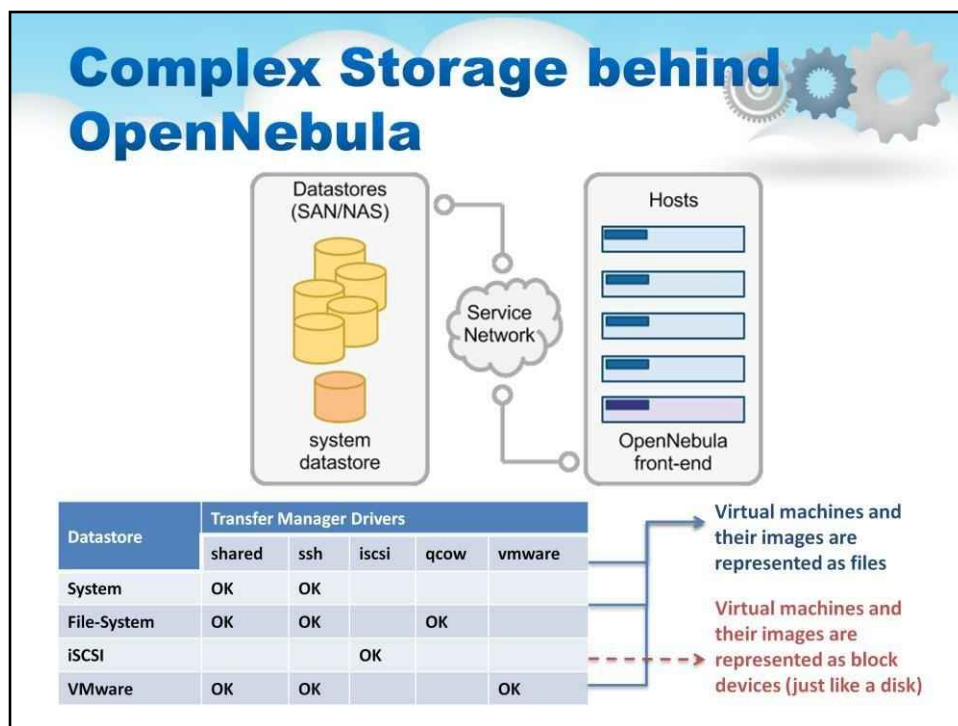 Complex Storage behind
OpenNebula
Datastores
(SAN/NAS)
system
datastore
Service
Network
Hosts
OpenNebula
front-end
Datastore
Transfer Manager Drivers
shared ssh iscsi qcow vmware
System OK OK
File-System OK OK OK
iSCSI OK
VMware OK OK OK
Virtual machines and
their images are
represented as files
Virtual machines and
their images are
represented as block
devices (just like a disk)